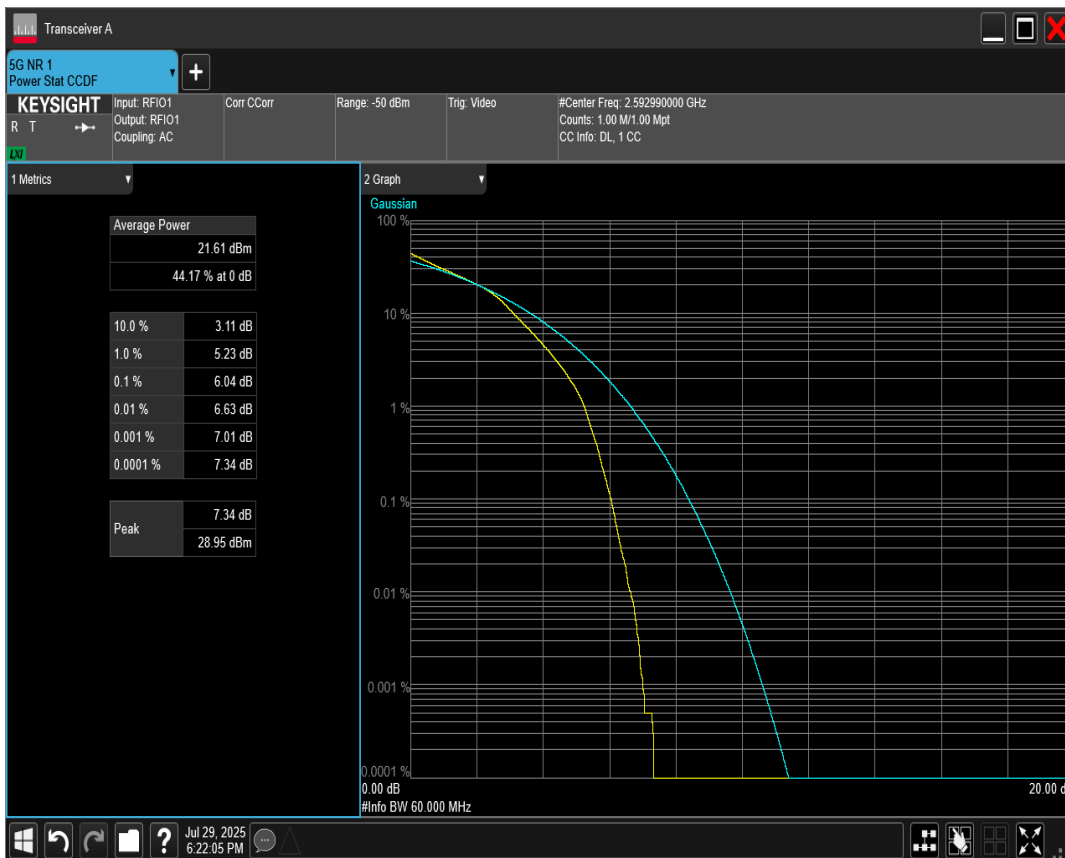 Transceiver A
5G NR 1
Power Stat CCDF
+
KEYSIGHT
R T
LXI
Input: RFIO1
Output: RFIO1
Coupling: AC
Corr CCorr
Range: -50 dBm
Trig: Video
#Center Freq: 2.592990000 GHz
Counts: 1.00 M/1.00 Mpt
CC Info: DL, 1 CC
1 Metrics
Average Power
21.61 dBm
44.17 % at 0 dB
10.0 % 3.11 dB
1.0 % 5.23 dB
0.1 % 6.04 dB
0.01 % 6.63 dB
0.001 % 7.01 dB
0.0001 % 7.34 dB
Peak
7.34 dB
28.95 dBm
2 Graph
Gaussian
100 %
10 %
1 %
0.1 %
0.01 %
0.001 %
0.0001 %
0.00 dB
20.00 d
#Info BW 60.000 MHz
?
Jul 29, 2025
6:22:05 PM